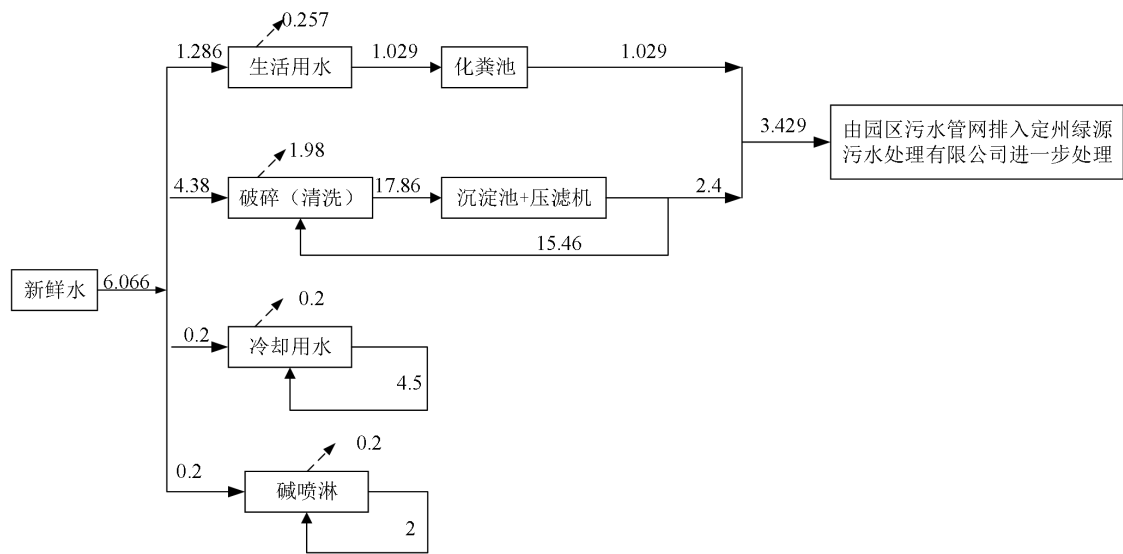 0.257
1.286
生活用水
1.029
化粪池
1.029
3.429
由园区污水管网排入定州绿源
污水处理有限公司进一步处理
1.98
4.38
破碎（清洗）
17.86
沉淀池+压滤机
2.4
15.46
新鲜水
6.066
0.2
0.2
冷却用水
4.5
0.2
0.2
碱喷淋
2